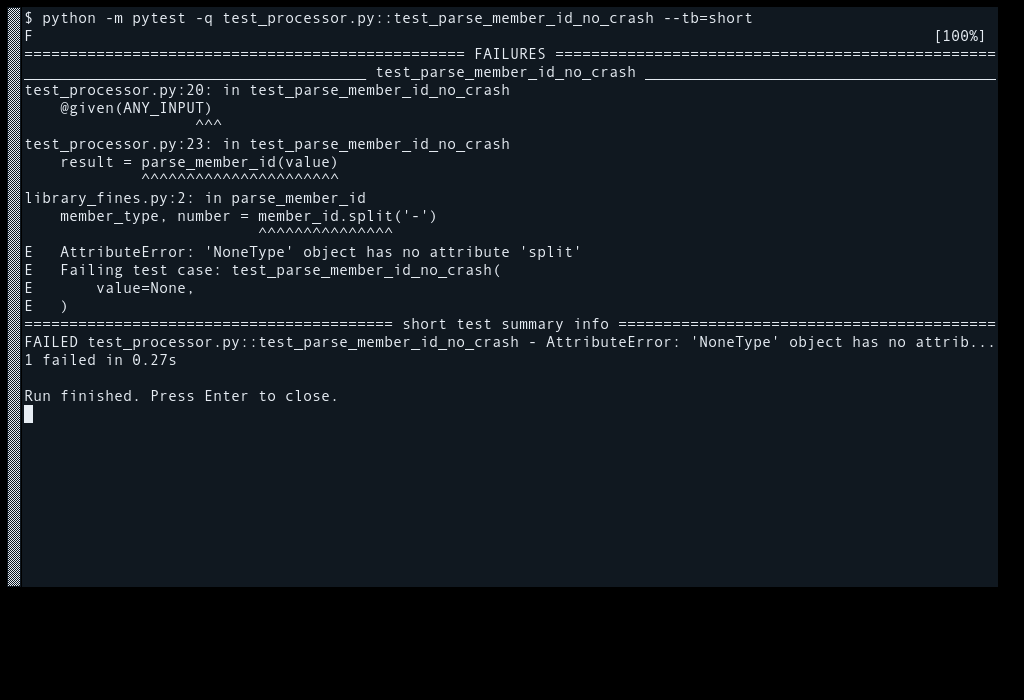 $ python -m pytest -q test_processor.py::test_parse_member_id_no_crash --tb=short
F                                                                                                    [100%]
================================================= FAILURES =================================================
______________________________________ test_parse_member_id_no_crash _______________________________________
test_processor.py:20: in test_parse_member_id_no_crash
    @given(ANY_INPUT)
                   ^^^
test_processor.py:23: in test_parse_member_id_no_crash
    result = parse_member_id(value)
             ^^^^^^^^^^^^^^^^^^^^^^
library_fines.py:2: in parse_member_id
    member_type, number = member_id.split('-')
                          ^^^^^^^^^^^^^^^
E   AttributeError: 'NoneType' object has no attribute 'split'
E   Failing test case: test_parse_member_id_no_crash(
E       value=None,
E   )
========================================= short test summary info ==========================================
FAILED test_processor.py::test_parse_member_id_no_crash - AttributeError: 'NoneType' object has no attrib...
1 failed in 0.27s
Run finished. Press Enter to close.